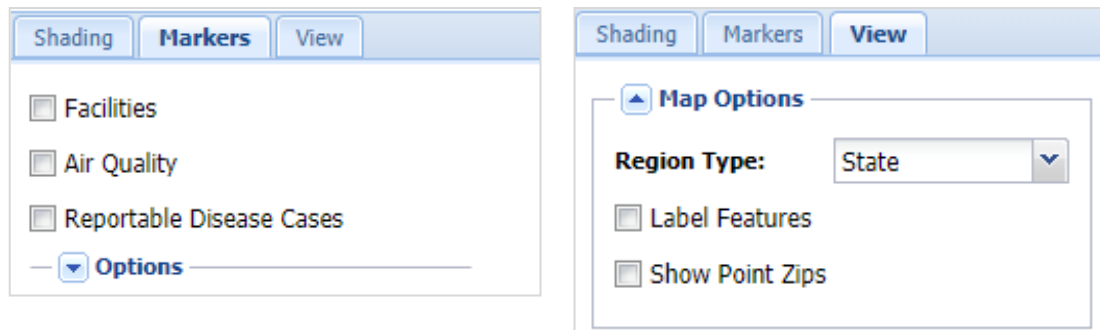 Shading Markers View
Facilities
Air Quality
Reportable Disease Cases
Options
Shading Markers View
Map Options
Region Type: State
Label Features
Show Point Zips